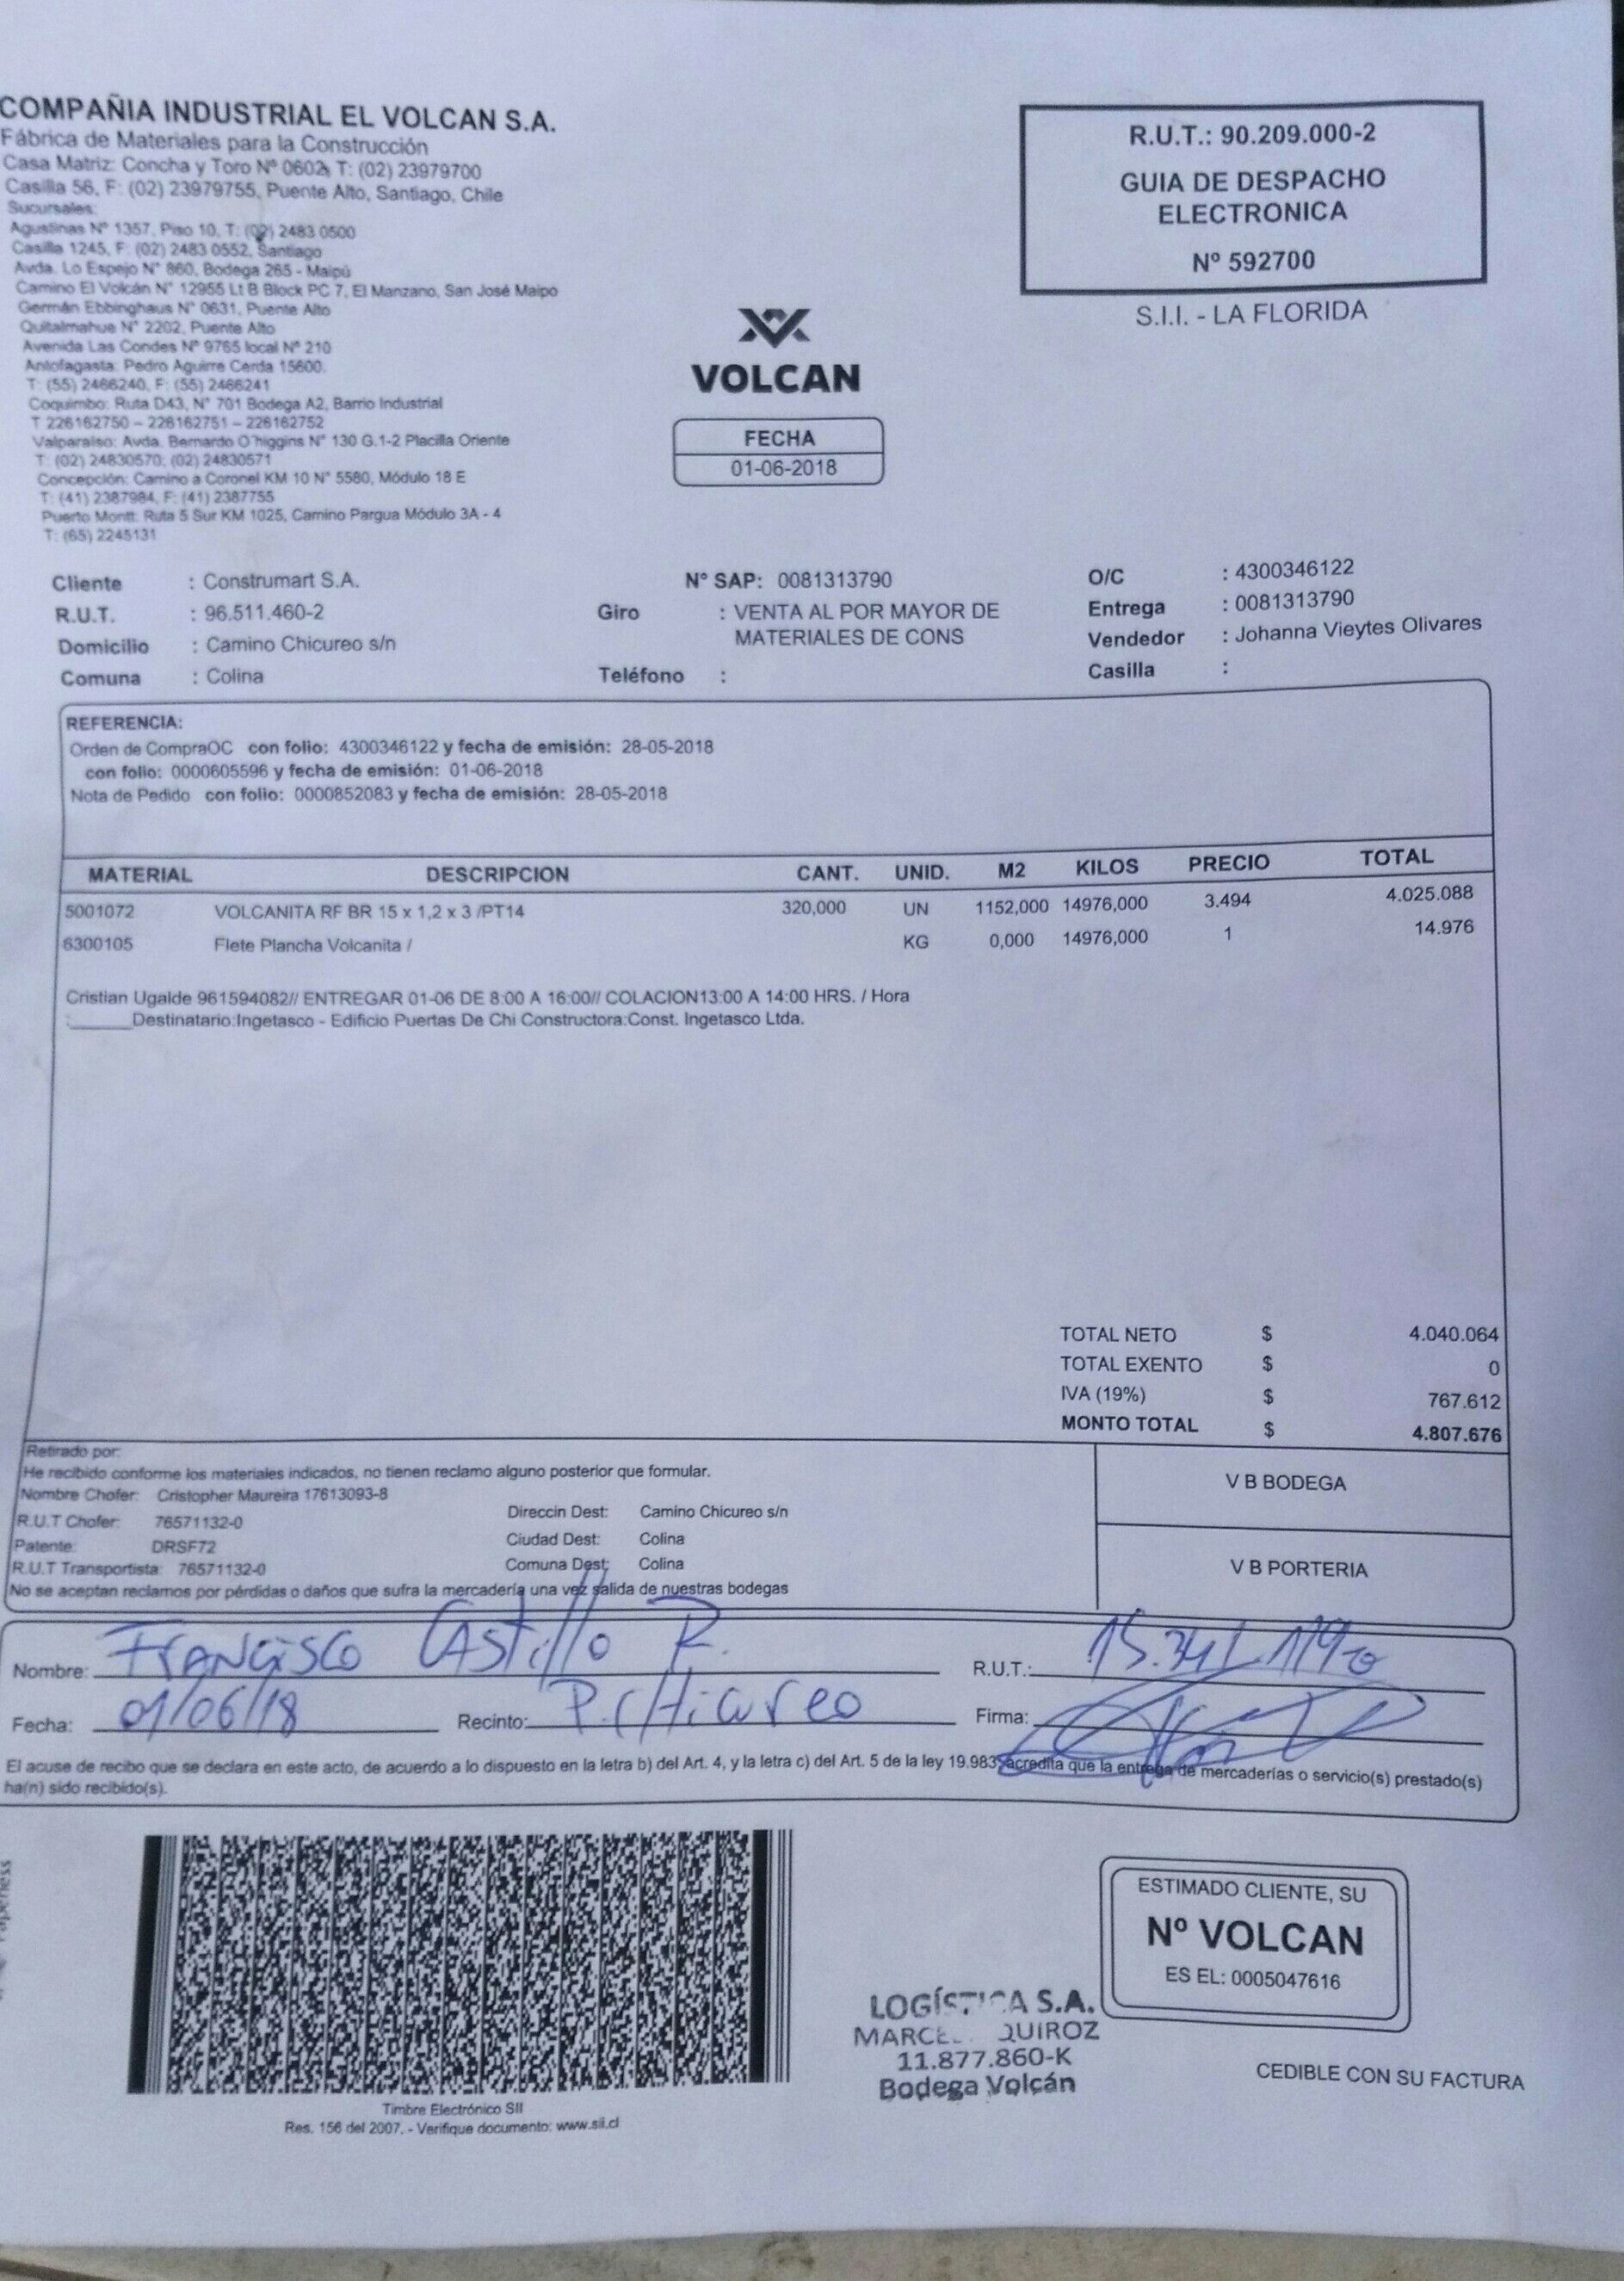 COMPAÑIA INDUSTRIAL EL VOLCAN S.A.
Fábrica de Materiales para la Construcción
Casa Matriz: Concha y Toro Nº 0602, T: (02) 23979700
Casilla 56, F: (02) 23979755, Puente Alto, Santiago, Chile
Sucursales:
Agustinas N° 1357, Piso 10, T: (02) 2483 0500
Casilla 1245, F: (02) 2483 0552, Santiago
Avda. Lo Espejo N° 860, Bodega 265 - Maipú
Camino El Volcán N° 12955 Lt B Block PC 7, El Manzano, San José Maipo
Germán Ebbinghaus N° 0631, Puente Alto
Quitalmahue N° 2202, Puente Alto
Avenida Las Condes Nº 9765 local Nº 210
Antofagasta: Pedro Aguirre Cerda 15600.
T: (55) 2466240, F: (55) 2466241
Coquimbo: Ruta D43, N° 701 Bodega A2, Barrio Industrial
T 226162750 – 226162751 – 226162752
Valparaíso: Avda. Bernardo O´higgins N° 130 G.1-2 Placilla Oriente
T: (02) 24830570; (02) 24830571
Concepción: Camino a Coronel KM 10 N° 5580, Módulo 18 E
T: (41) 2387984, F: (41) 2387755
Puerto Montt: Ruta 5 Sur KM 1025, Camino Pargua Módulo 3A - 4
T: (65) 2245131
R.U.T.: 90.209.000-2
GUIA DE DESPACHO
ELECTRONICA
Nº 592700
S.I.I. - LA FLORIDA
VOLCAN
FECHA
01-06-2018
Cliente : Construmart S.A.
R.U.T. : 96.511.460-2
Domicilio : Camino Chicureo s/n
Comuna : Colina
N° SAP: 0081313790
Giro : VENTA AL POR MAYOR DE
MATERIALES DE CONS
Teléfono :
O/C : 4300346122
Entrega : 0081313790
Vendedor : Johanna Vieytes Olivares
Casilla :
REFERENCIA:
Orden de CompraOC con folio: 4300346122 y fecha de emisión: 28-05-2018
con folio: 0000605596 y fecha de emisión: 01-06-2018
Nota de Pedido con folio: 0000852083 y fecha de emisión: 28-05-2018
MATERIAL DESCRIPCION CANT. UNID. M2 KILOS PRECIO TOTAL
5001072 VOLCANITA RF BR 15 x 1,2 x 3 /PT14 320,000 UN 1152,000 14976,000 3.494 4.025.088
6300105 Flete Plancha Volcanita / KG 0,000 14976,000 1 14.976
Cristian Ugalde 961594082// ENTREGAR 01-06 DE 8:00 A 16:00// COLACION13:00 A 14:00 HRS. / Hora
:______Destinatario:Ingetasco - Edificio Puertas De Chi Constructora:Const. Ingetasco Ltda.
TOTAL NETO $ 4.040.064
TOTAL EXENTO $ 0
IVA (19%) $ 767.612
MONTO TOTAL $ 4.807.676
Retirado por:
He recibido conforme los materiales indicados, no tienen reclamo alguno posterior que formular.
Nombre Chofer: Cristopher Maureira 17613093-8
R.U.T Chofer: 76571132-0
Patente: DRSF72
R.U.T Transportista: 76571132-0
Direccin Dest: Camino Chicureo s/n
Ciudad Dest: Colina
Comuna Dest: Colina
No se aceptan reclamos por pérdidas o daños que sufra la mercadería una vez salida de nuestras bodegas
V B BODEGA
V B PORTERIA
Nombre: Francisco Castillo R. R.U.T.:
Fecha: 01/06/18 Recinto: P. Chicureo Firma:
El acuse de recibo que se declara en este acto, de acuerdo a lo dispuesto en la letra b) del Art. 4, y la letra c) del Art. 5 de la ley 19.983, acredita que la entrega de mercaderías o servicio(s) prestado(s)
ha(n) sido recibido(s).
Timbre Electrónico SII
Res. 156 del 2007. - Verifique documento: www.sii.cl
ESTIMADO CLIENTE, SU
Nº VOLCAN
ES EL: 0005047616
LOGÍSTICA S.A.
QUIROZ
11.877.860-K
Bodega Volcán
CEDIBLE CON SU FACTURA